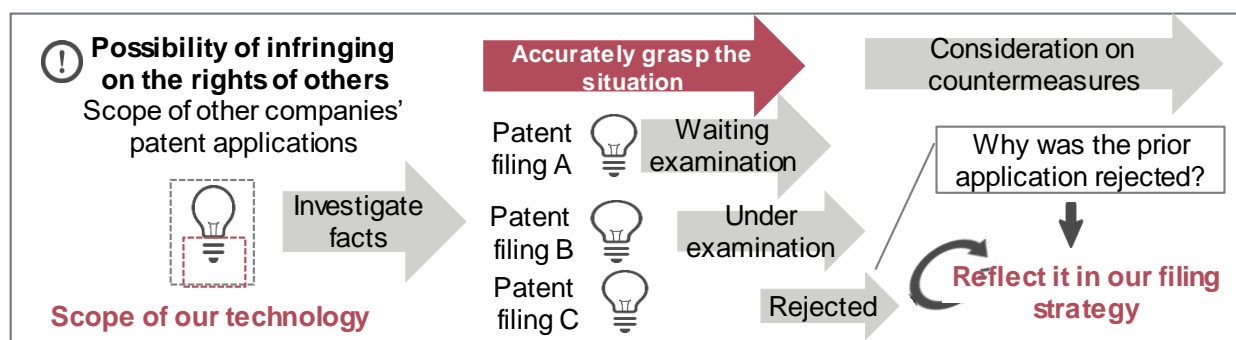 Possibility of infringing
on the rights of others
Scope of other companies'
patent applications
Scope of our technology
Investigate
facts
Accurately grasp the
situation
Patent
filing A
Waiting
examination
Patent
filing B
Under
examination
Patent
filing C
Rejected
Consideration on
countermeasures
Why was the prior
application rejected?
Reflect it in our filing
strategy